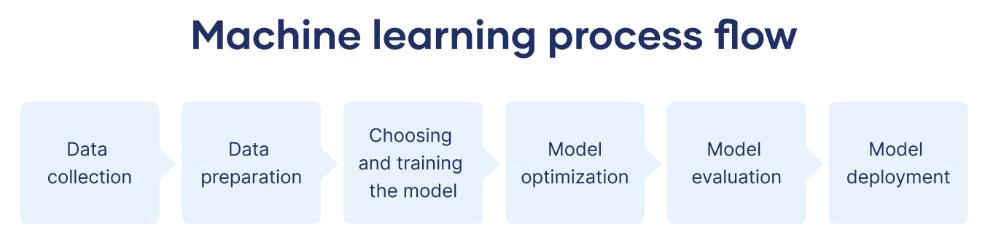 Machine learning process flow
Data
collection
Data
preparation
Choosing
and training
the model
Model
optimization
Model
evaluation
Model
deployment